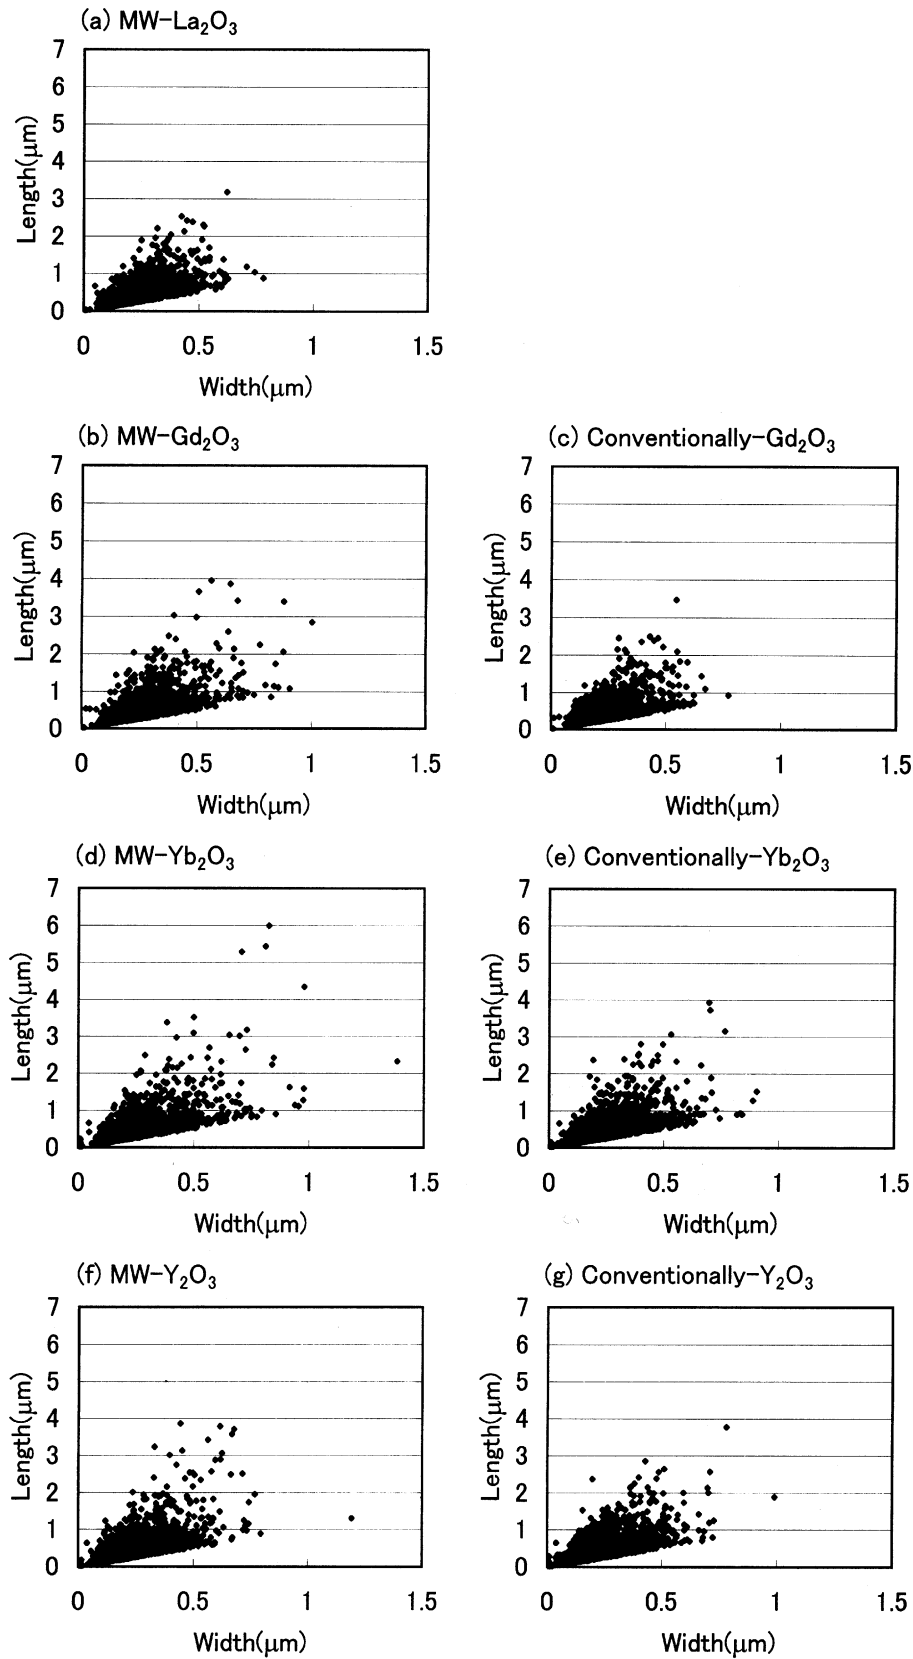 (a) MW-La₂O₃
7
6
5
4
3
2
1
0
Length(μm)
0 0.5 1 1.5
Width(μm)
(b) MW-Gd₂O₃
7
6
5
4
3
2
1
0
Length(μm)
0 0.5 1 1.5
Width(μm)
(c) Conventionally-Gd₂O₃
7
6
5
4
3
2
1
0
Length(μm)
0 0.5 1 1.5
Width(μm)
(d) MW-Yb₂O₃
7
6
5
4
3
2
1
0
Length(μm)
0 0.5 1 1.5
Width(μm)
(e) Conventionally-Yb₂O₃
7
6
5
4
3
2
1
0
Length(μm)
0 0.5 1 1.5
Width(μm)
(f) MW-Y₂O₃
7
6
5
4
3
2
1
0
Length(μm)
0 0.5 1 1.5
Width(μm)
(g) Conventionally-Y₂O₃
7
6
5
4
3
2
1
0
Length(μm)
0 0.5 1 1.5
Width(μm)